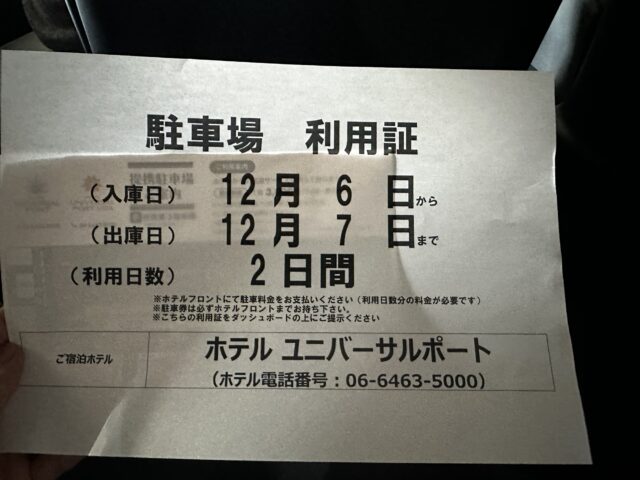 駐車場 利用証
（入庫日） 12月 6 日から
（出庫日） 12月 7 日まで
（利用日数） 2日間
※ホテルフロントにて駐車料金をお支払いください（利用日数分の料金が必要です）
※駐車券は必ずホテルフロントまでお持ち下さい。
※こちらの利用証をダッシュボードの上にご提示ください
ご宿泊ホテル
ホテル ユニバーサルポート
（ホテル電話番号：06-6463-5000）